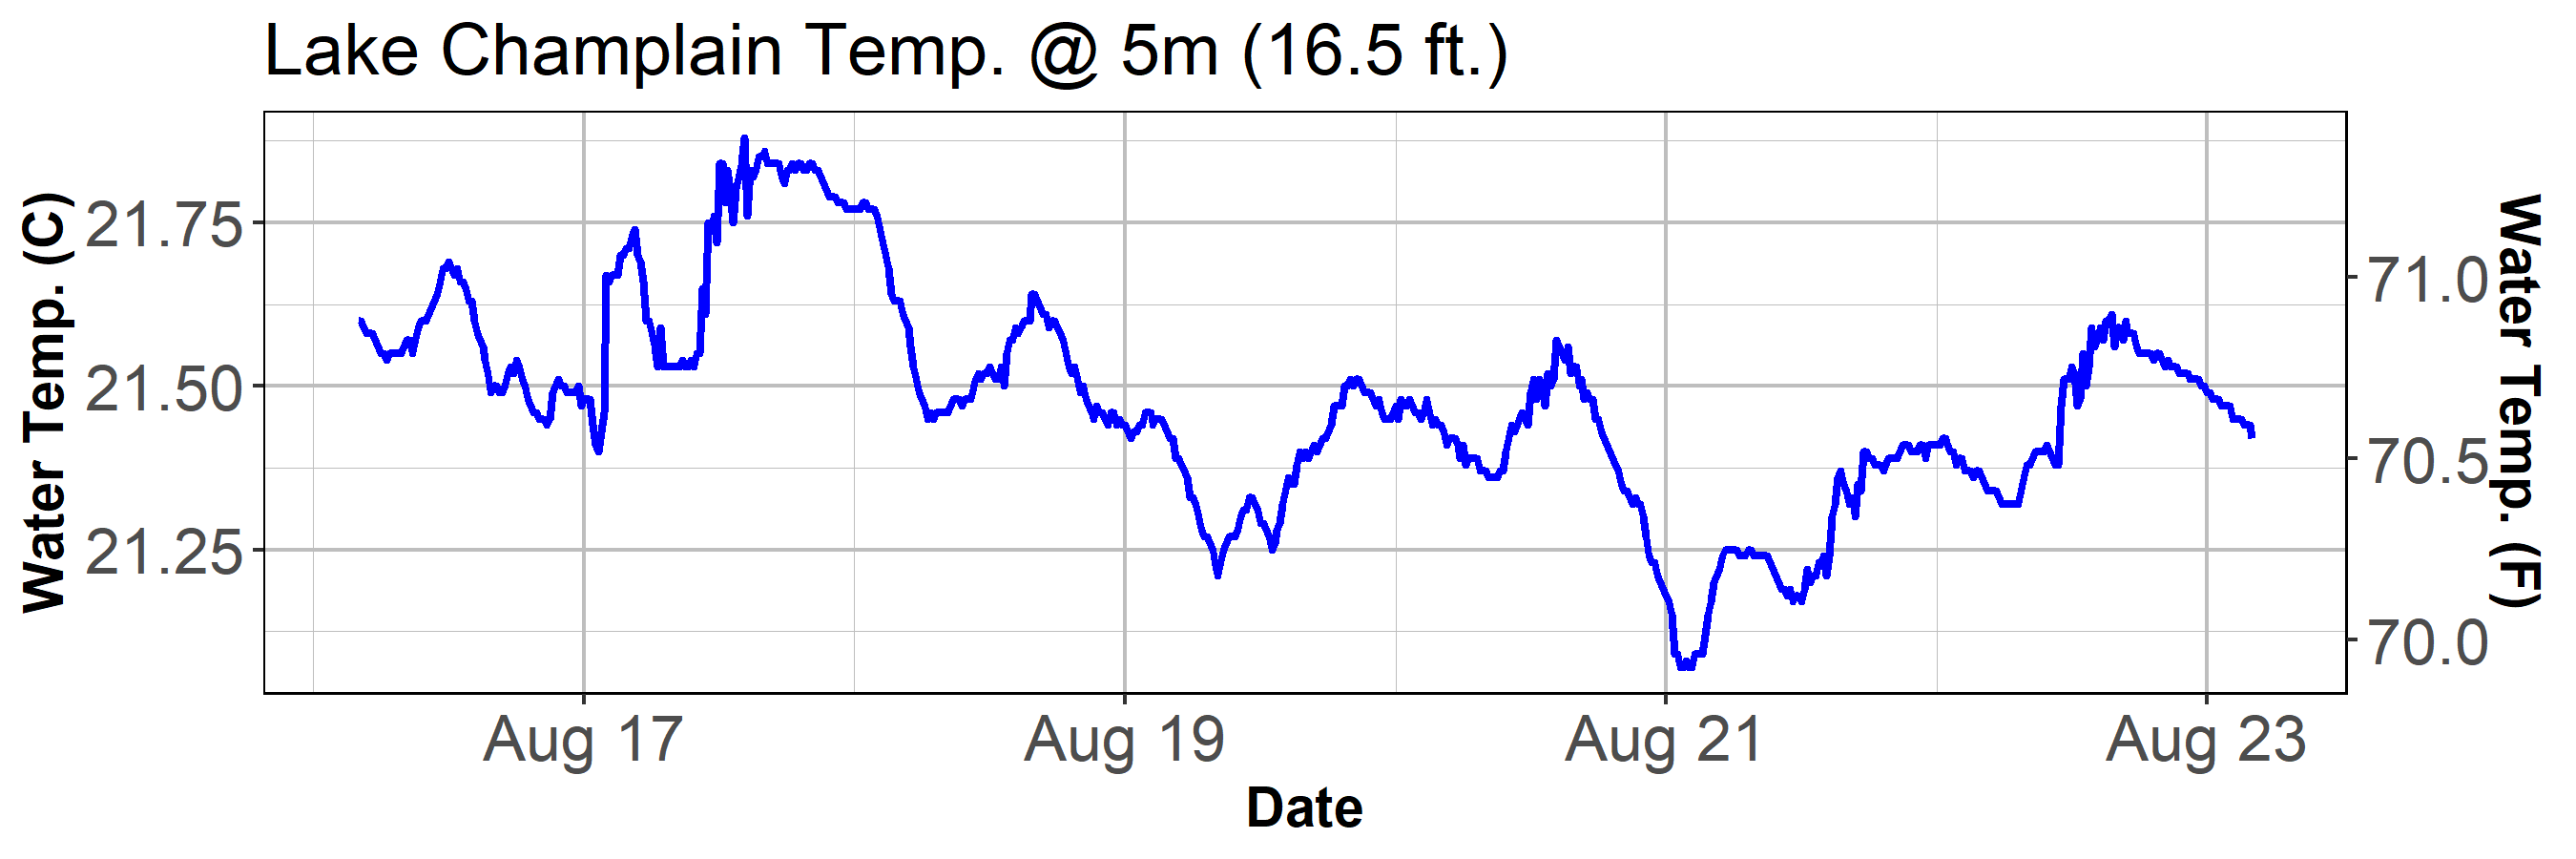 Lake Champlain Temp. @ 5m (16.5 ft.)
Water Temp. (C)
21.75
21.50
21.25
Water Temp. (F)
71.0
70.5
70.0
Aug 17 Aug 19 Aug 21 Aug 23
Date